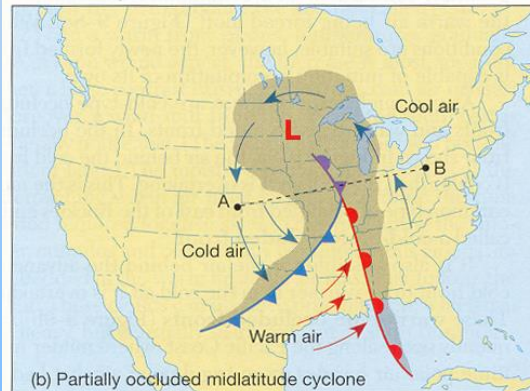 Cool air
L
B
A
Cold air
Warm air
(b) Partially occluded midlatitude cyclone